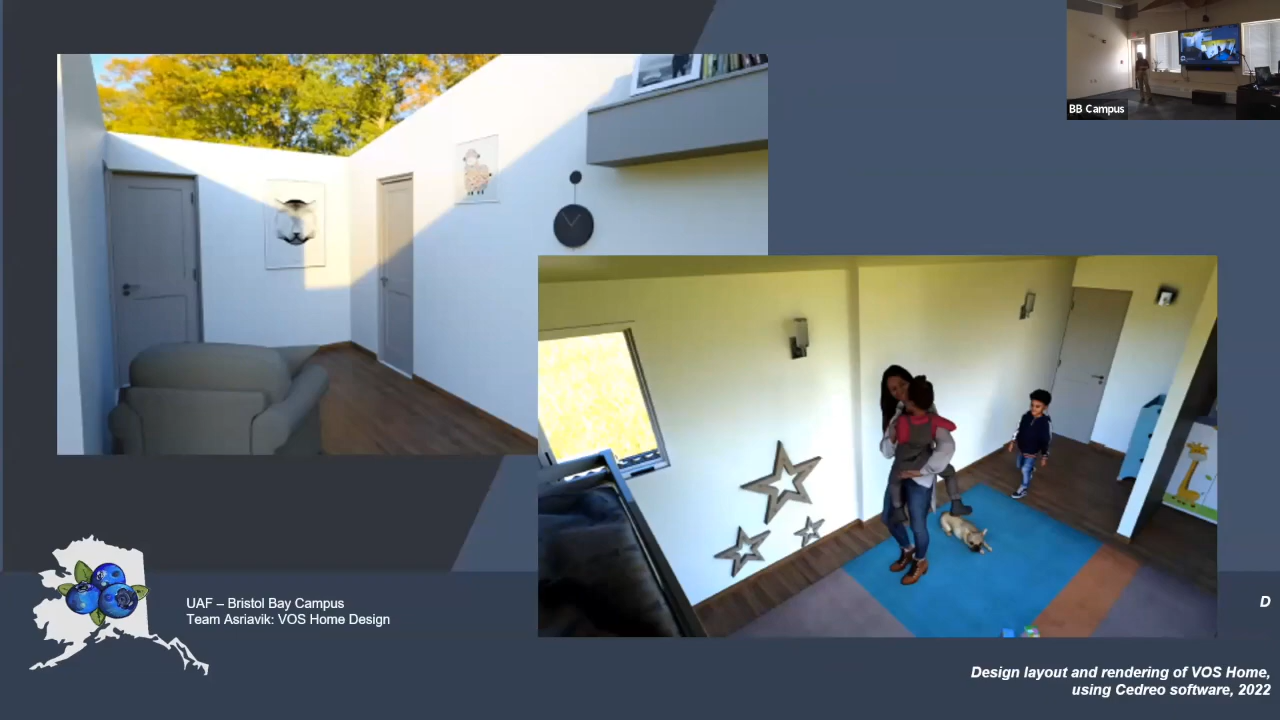 BB Campus
UAF – Bristol Bay Campus
Team Asriavik: VOS Home Design
D
Design layout and rendering of VOS Home,
using Cedreo software, 2022